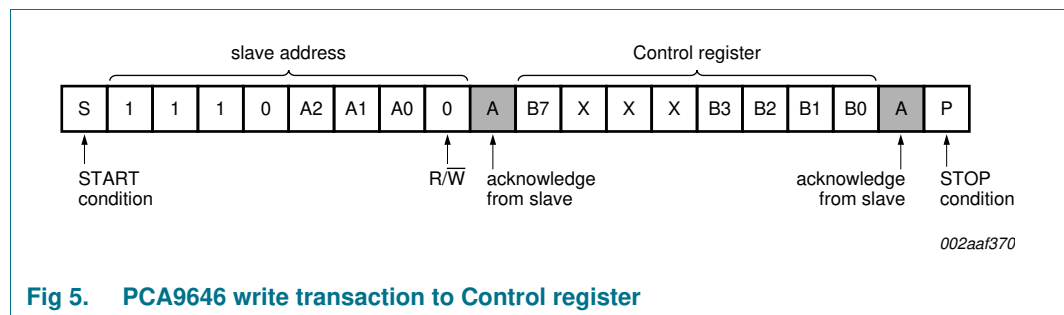 slave address Control register
S 1 1 1 0 A2 A1 A0 0 A B7 X X X B3 B2 B1 B0 A P
START condition R/W̅ acknowledge from slave acknowledge from slave STOP condition
002aaf370
Fig 5. PCA9646 write transaction to Control register